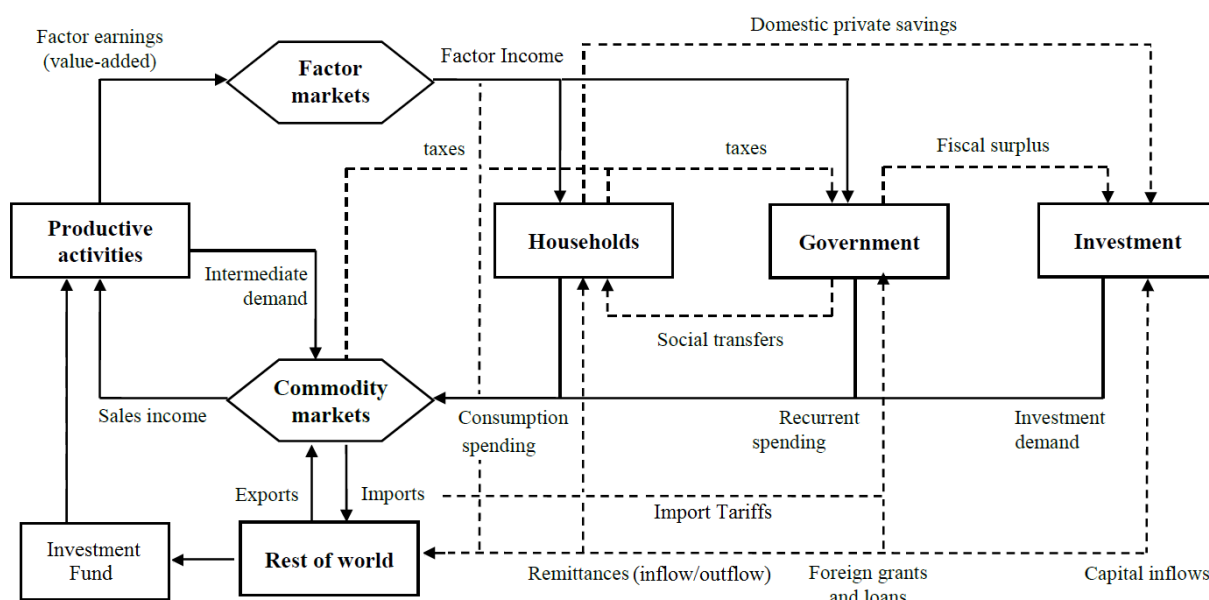 Domestic private savings
Factor earnings
(value-added)
Factor
markets
Factor Income
taxes
taxes
Fiscal surplus
Productive
activities
Households
Government
Investment
Intermediate
demand
Social transfers
Commodity
markets
Sales income
Consumption
spending
Recurrent
spending
Investment
demand
Exports
Imports
Import Tariffs
Investment
Fund
Rest of world
Remittances (inflow/outflow)
Foreign grants
and loans
Capital inflows